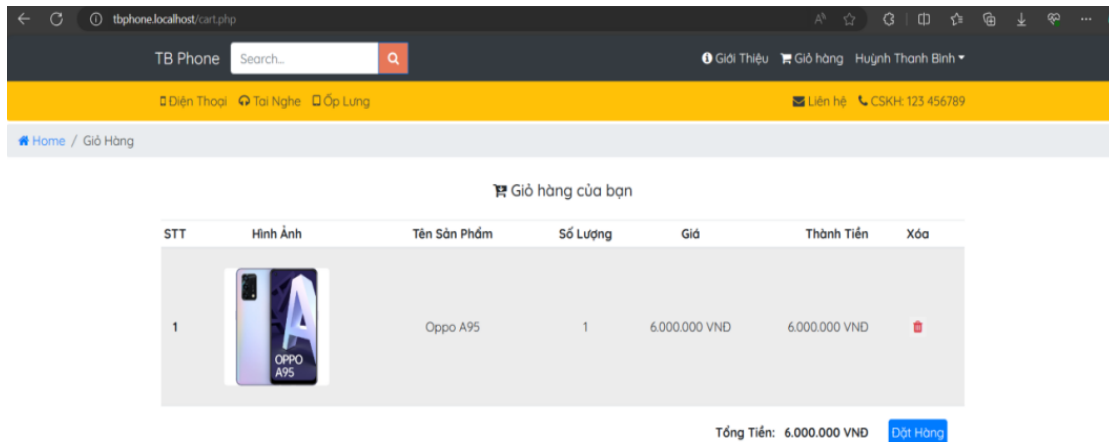 tbphone.localhost/cart.php
TB Phone Search... Giới Thiệu Giỏ hàng Huỳnh Thanh Bình
Điện Thoại Tai Nghe Ốp Lưng Liên hệ CSKH: 123 456789
Home / Giỏ Hàng
Giỏ hàng của bạn
STT Hình Ảnh Tên Sản Phẩm Số Lượng Giá Thành Tiền Xóa
1 Oppo A95 1 6.000.000 VNĐ 6.000.000 VNĐ
A
OPPO
A95
Tổng Tiền: 6.000.000 VNĐ Đặt Hàng